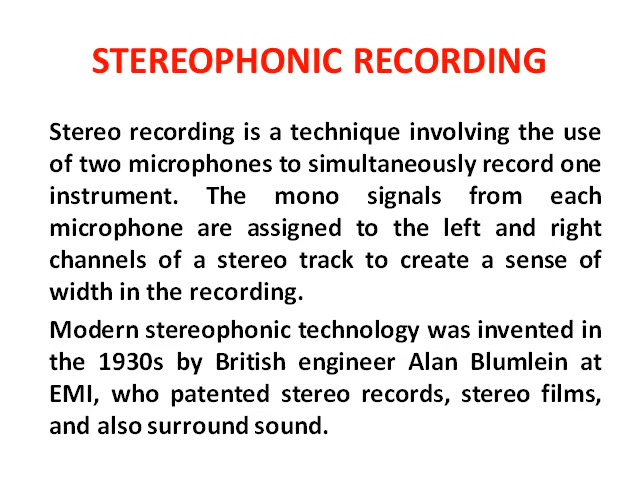 STEREOPHONIC RECORDING
Stereo recording is a technique involving the use
of two microphones to simultaneously record one
instrument. The mono signals from each
microphone are assigned to the left and right
channels of a stereo track to create a sense of
width in the recording.
Modern stereophonic technology was invented in
the 1930s by British engineer Alan Blumlein at
EMI, who patented stereo records, stereo films,
and also surround sound.